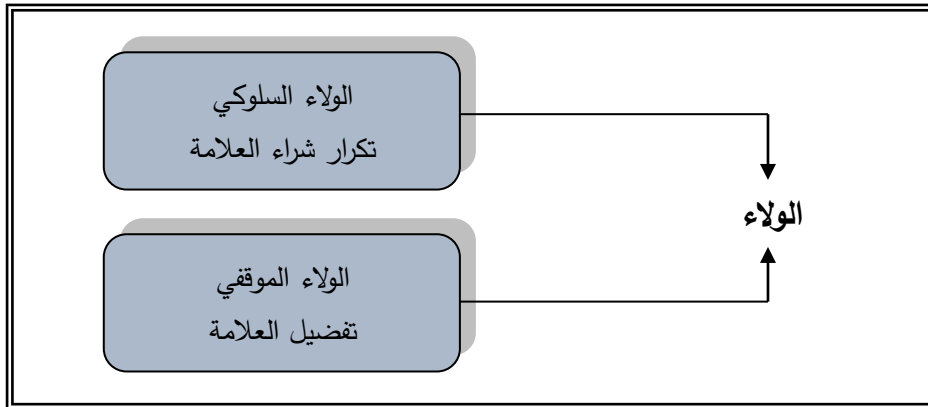 الولاء السلوكي
تكرار شراء العلامة
الولاء
الولاء الموقفي
تفضيل العلامة